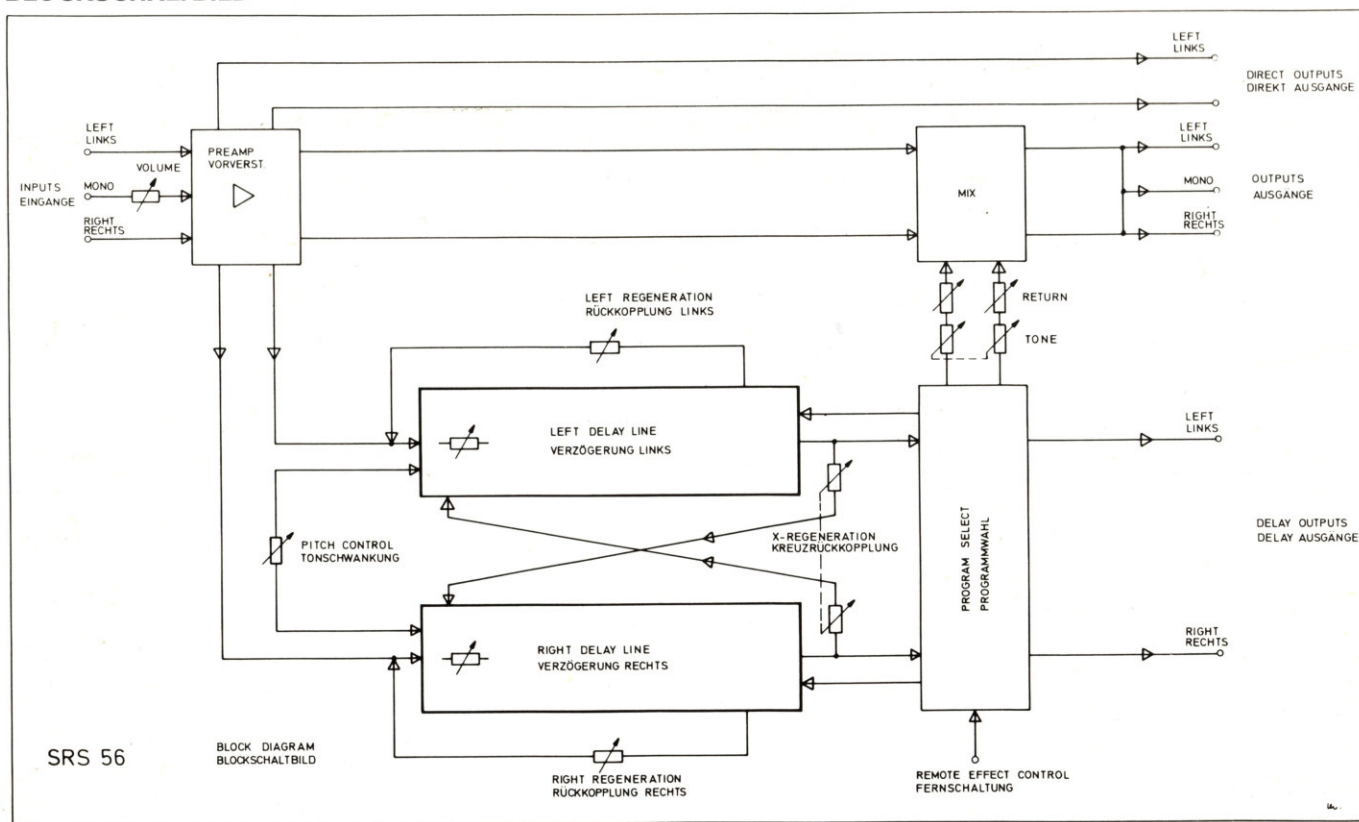 LEFT
LINKS
DIRECT OUTPUTS
DIREKT AUSGANGE
LEFT
LINKS
VOLUME
INPUTS
EINGANGE
MONO
RIGHT
RECHTS
PREAMP
VORVERST.
MIX
LEFT
LINKS
MONO
RIGHT
RECHTS
OUTPUTS
AUSGANGE
RETURN
TONE
LEFT REGENERATION
RÜCKKOPPLUNG LINKS
LEFT DELAY LINE
VERZÖGERUNG LINKS
PITCH CONTROL
TONSCHWANKUNG
X-REGENERATION
KREUZRÜCKKOPPLUNG
PROGRAM SELECT
PROGRAMMWAHL
LEFT
LINKS
DELAY OUTPUTS
DELAY AUSGÄNGE
RIGHT
RECHTS
RIGHT DELAY LINE
VERZÖGERUNG RECHTS
SRS 56
BLOCK DIAGRAM
BLOCKSCHALTBILD
RIGHT REGENERATION
RÜCKKOPPLUNG RECHTS
REMOTE EFFECT CONTROL
FERNSCHALTUNG